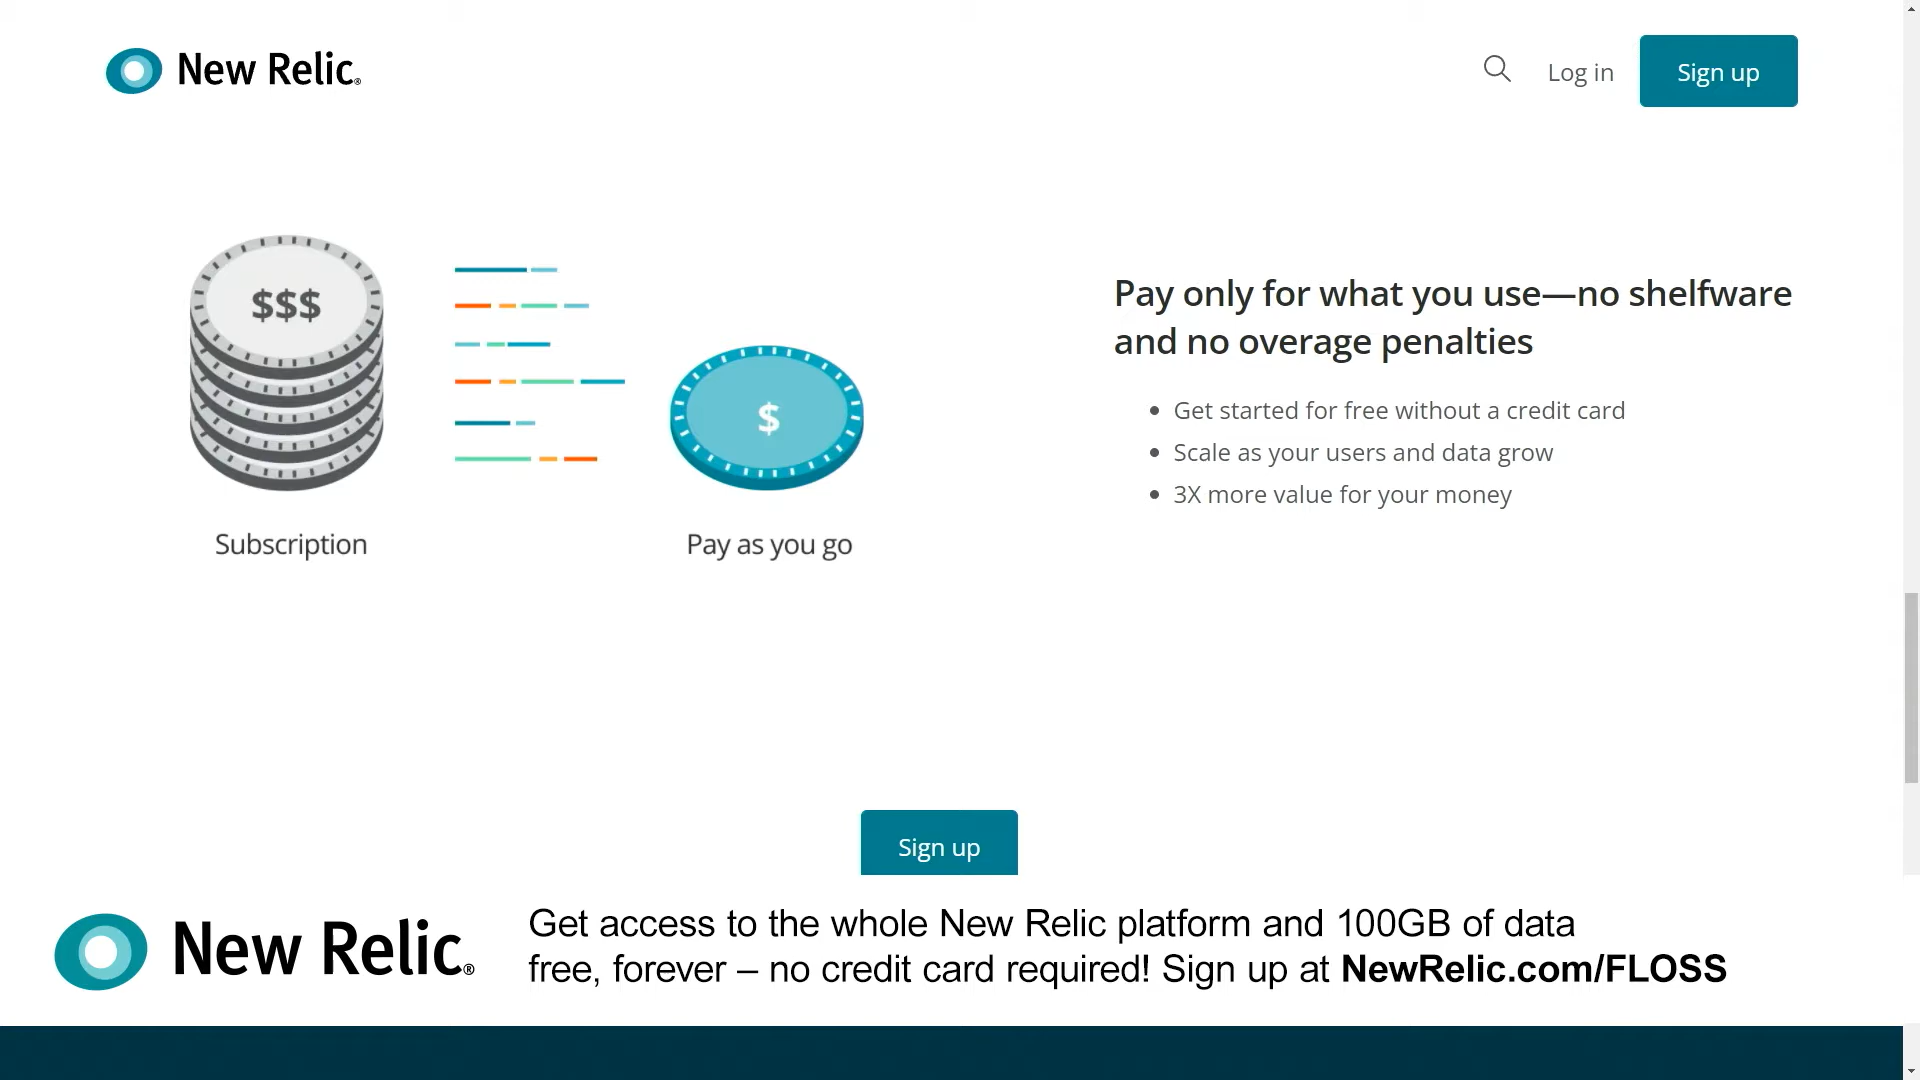 New Relic®
Log in
Sign up
$$$
$
Subscription
Pay as you go
Pay only for what you use—no shelfware
and no overage penalties
• Get started for free without a credit card
• Scale as your users and data grow
• 3X more value for your money
Sign up
New Relic®
Get access to the whole New Relic platform and 100GB of data
free, forever – no credit card required! Sign up at NewRelic.com/FLOSS